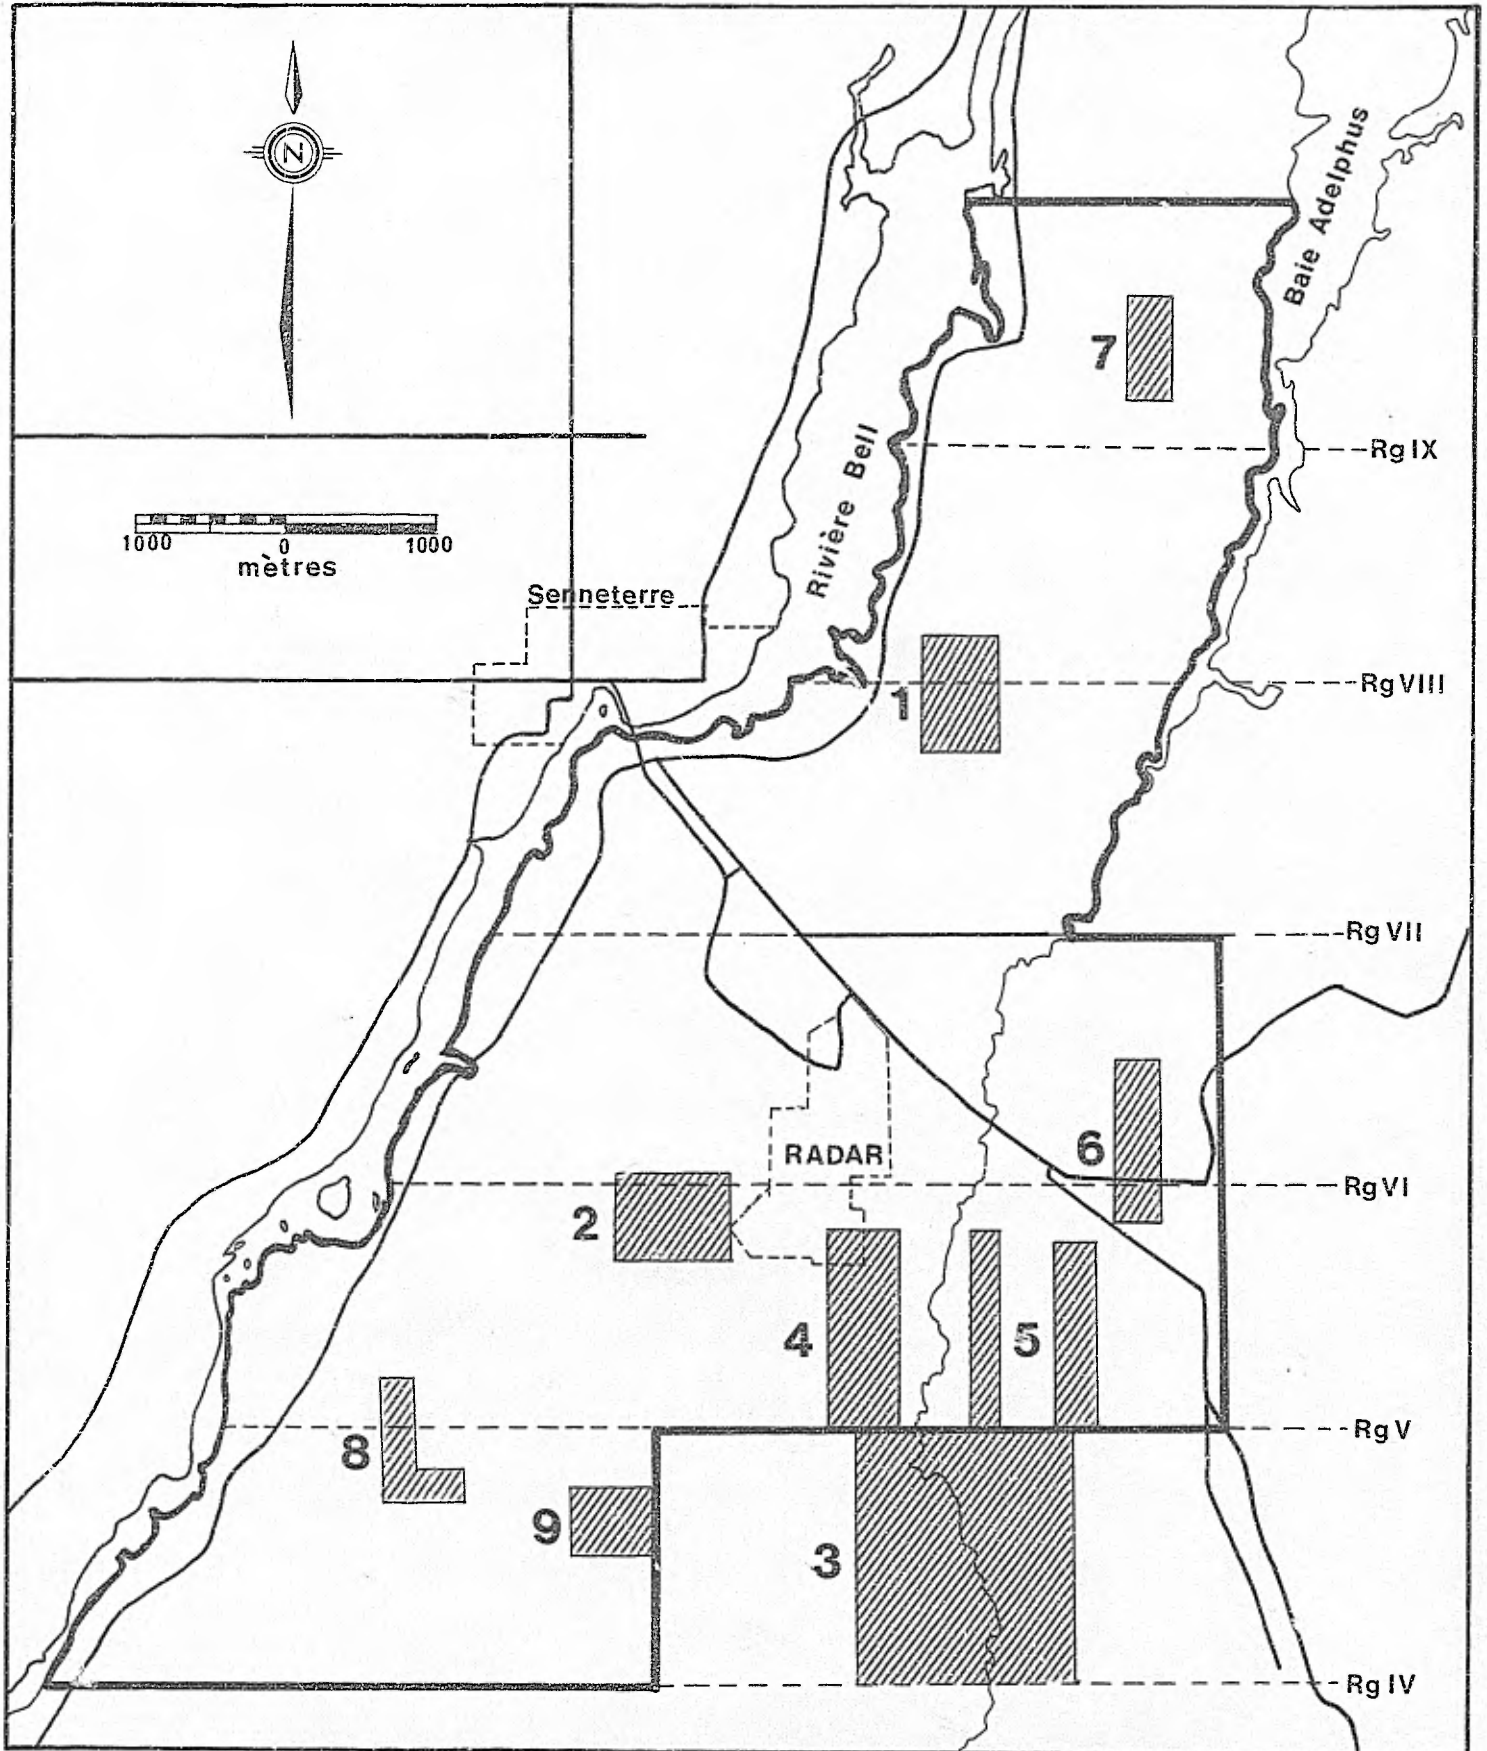 N
Baie Adelphus
7
Rg IX
Rivière Bell
1000 0 1000
mètres
Senneterre
1
Rg VIII
Rg VII
6
RADAR
Rg VI
2
4
5
Rg V
8
9
3
Rg IV